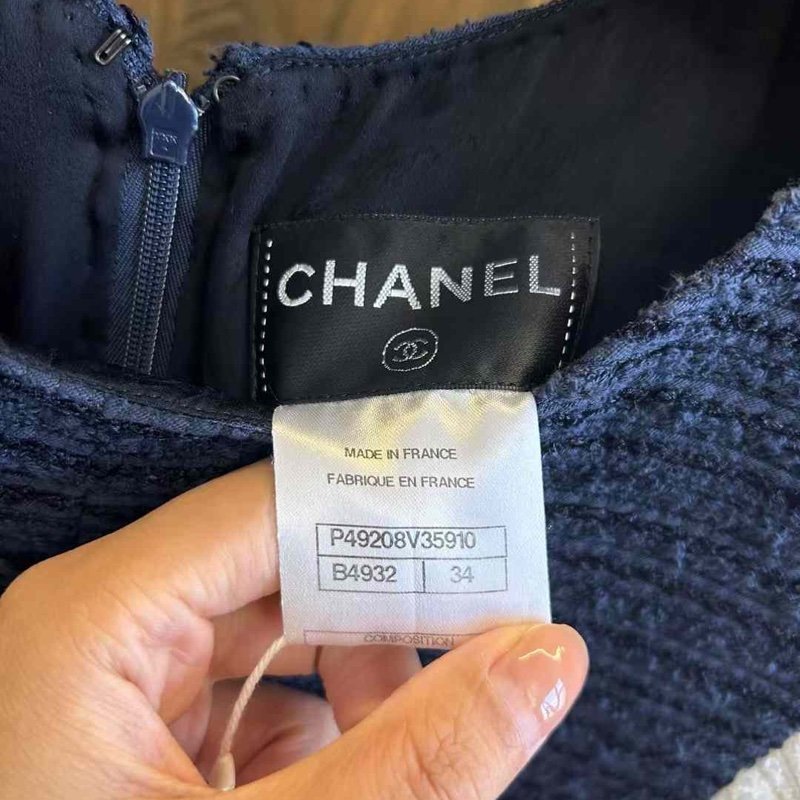 CHANEL
MADE IN FRANCE
FABRIQUE EN FRANCE
P49208V35910
B4932 34
COMPOSITION